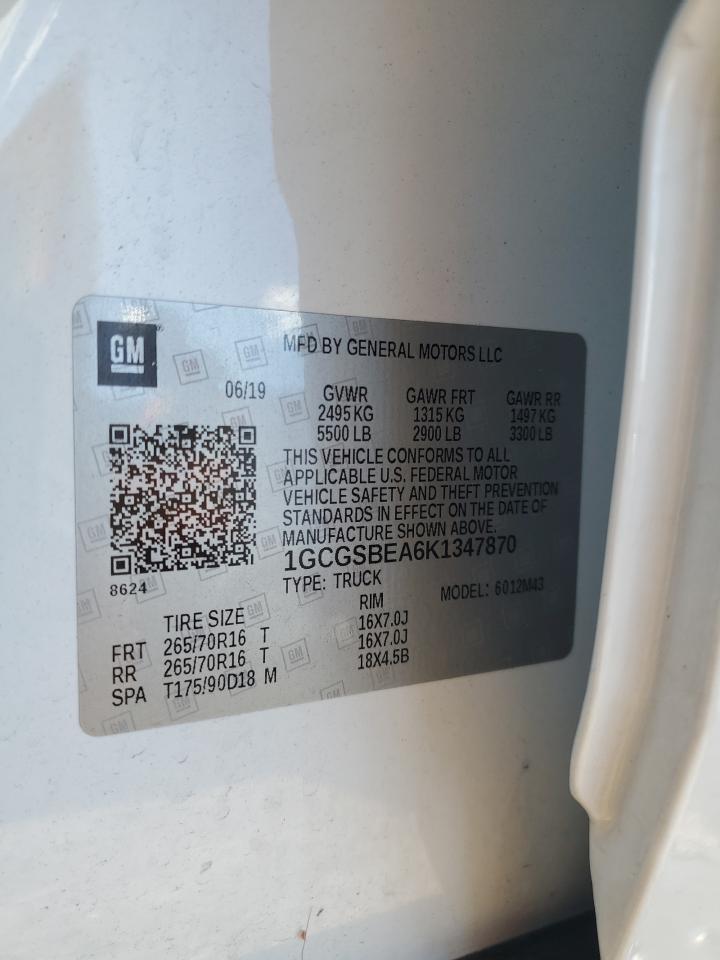 GM
MFD BY GENERAL MOTORS LLC
06/19
GVWR GAWR FRT GAWR RR
2495 KG 1315 KG 1497 KG
5500 LB 2900 LB 3300 LB
THIS VEHICLE CONFORMS TO ALL
APPLICABLE U.S. FEDERAL MOTOR
VEHICLE SAFETY AND THEFT PREVENTION
STANDARDS IN EFFECT ON THE DATE OF
MANUFACTURE SHOWN ABOVE.
1GCGSBEA6K1347870
8624
TYPE: TRUCK MODEL: 6012M43
TIRE SIZE RIM
FRT 265/70R16 T 16X7.0J
RR 265/70R16 T 16X7.0J
SPA T175/90D18 M 18X4.5B